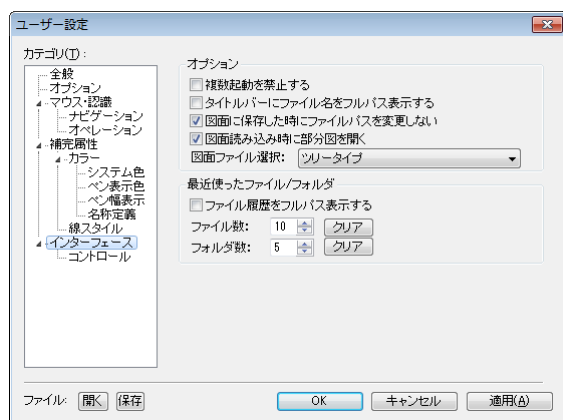 ユーザー設定
カテゴリ(T):
全般
オプション
マウス・認識
ナビゲーション
オペレーション
補完属性
カラー
システム色
ペン表示色
ペン幅表示
名称定義
線スタイル
インターフェース
コントロール
オプション
複数起動を禁止する
タイトルバーにファイル名をフルパス表示する
図面に保存した時にファイルパスを変更しない
図面読み込み時に部分図を開く
図面ファイル選択: ツリータイプ
最近使ったファイル/フォルダ
ファイル履歴をフルパス表示する
ファイル数: 10 クリア
フォルダ数: 5 クリア
ファイル: 開く 保存 OK キャンセル 適用(A)